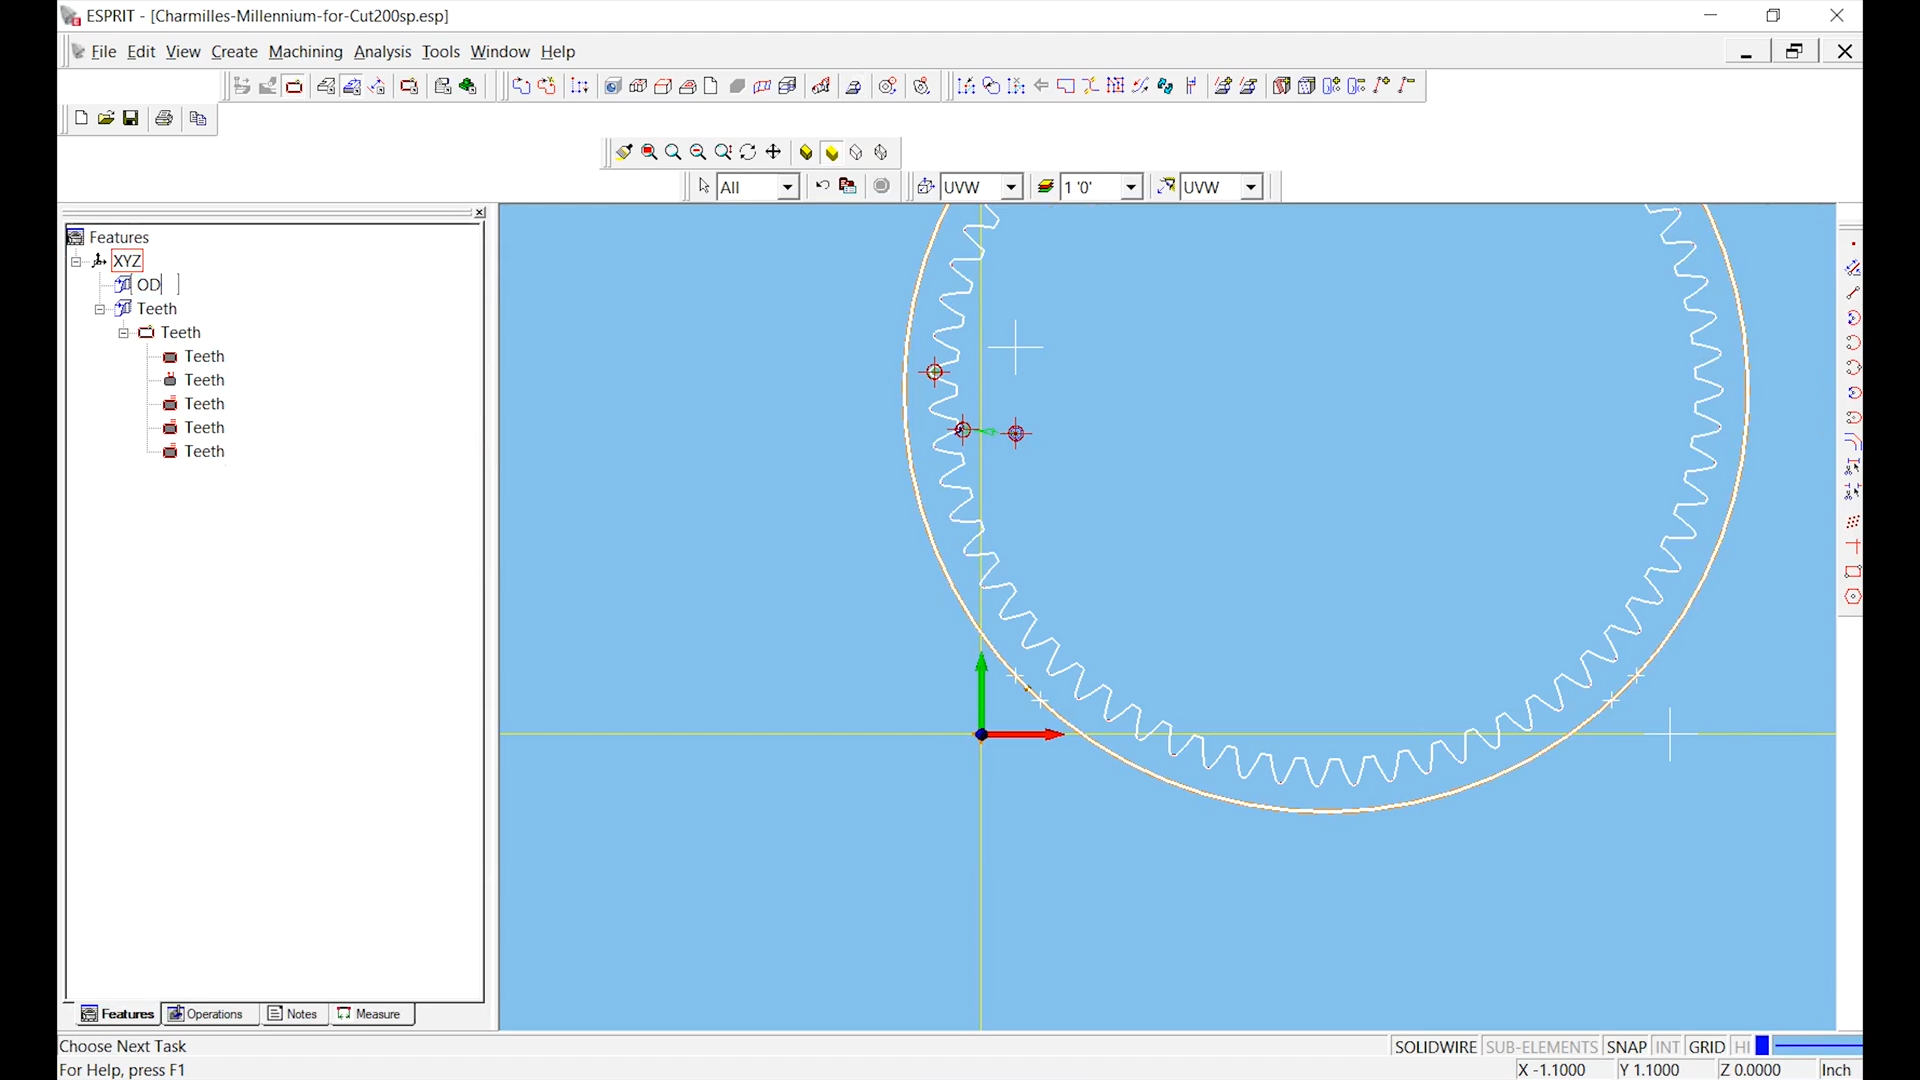 ESPRIT - [Charmilles-Millennium-for-Cut200sp.esp]
File Edit View Create Machining Analysis Tools Window Help
All UVW 1 '0' UVW
Features
XYZ
OD
Teeth
Teeth
Teeth
Teeth
Teeth
Teeth
Teeth
Features Operations Notes Measure
Choose Next Task SOLIDWIRE SUB-ELEMENTS SNAP INT GRID HI
For Help, press F1 X -1.1000 Y 1.1000 Z 0.0000 Inch